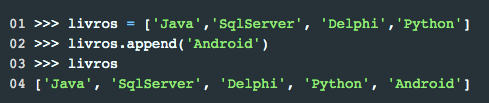 01 >>> livros = ['Java','SqlServer', 'Delphi','Python']
02 >>> livros.append('Android')
03 >>> livros
04 ['Java', 'SqlServer', 'Delphi', 'Python', 'Android']